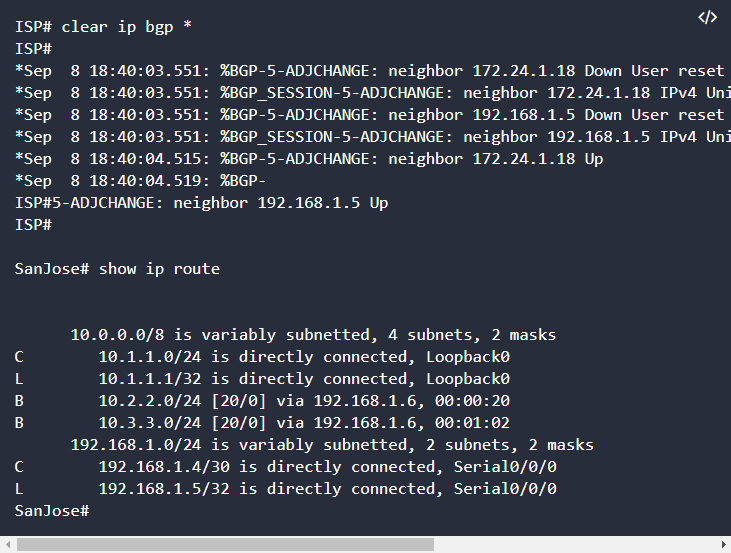 </>
ISP# clear ip bgp *
ISP#
*Sep  8 18:40:03.551: %BGP-5-ADJCHANGE: neighbor 172.24.1.18 Down User reset
*Sep  8 18:40:03.551: %BGP_SESSION-5-ADJCHANGE: neighbor 172.24.1.18 IPv4 Uni
*Sep  8 18:40:03.551: %BGP-5-ADJCHANGE: neighbor 192.168.1.5 Down User reset
*Sep  8 18:40:03.551: %BGP_SESSION-5-ADJCHANGE: neighbor 192.168.1.5 IPv4 Uni
*Sep  8 18:40:04.515: %BGP-5-ADJCHANGE: neighbor 172.24.1.18 Up
*Sep  8 18:40:04.519: %BGP-
ISP#5-ADJCHANGE: neighbor 192.168.1.5 Up
ISP#
SanJose# show ip route
      10.0.0.0/8 is variably subnetted, 4 subnets, 2 masks
C        10.1.1.0/24 is directly connected, Loopback0
L        10.1.1.1/32 is directly connected, Loopback0
B        10.2.2.0/24 [20/0] via 192.168.1.6, 00:00:20
B        10.3.3.0/24 [20/0] via 192.168.1.6, 00:01:02
      192.168.1.0/24 is variably subnetted, 2 subnets, 2 masks
C        192.168.1.4/30 is directly connected, Serial0/0/0
L        192.168.1.5/32 is directly connected, Serial0/0/0
SanJose#